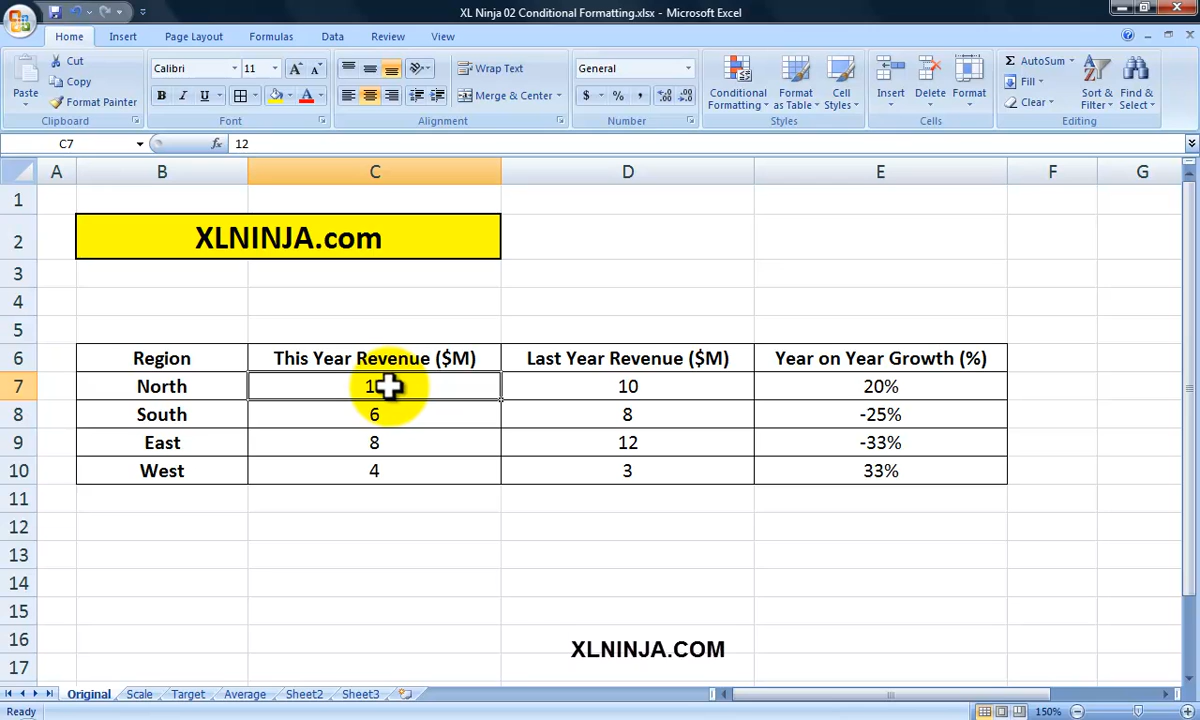 XL Ninja 02 Conditional Formatting.xlsx - Microsoft Excel
Home Insert Page Layout Formulas Data Review View
Paste Cut Copy Format Painter Clipboard
Calibri 11 A A B I U A Font
Wrap Text Merge & Center Alignment
General $ % , .0 .00 .00 .0 Number
Conditional Formatting Format as Table Cell Styles Styles
Insert Delete Format Cells
Σ AutoSum Fill Clear Sort & Filter Find & Select Editing
C7 fx 12
A B C D E F G
1
2 XLNINJA.com
3
4
5
6 Region This Year Revenue ($M) Last Year Revenue ($M) Year on Year Growth (%)
7 North 10 20%
8 South 6 8 -25%
9 East 8 12 -33%
10 West 4 3 33%
11
12
13
14
15
16 XLNINJA.COM
17
Original Scale Target Average Sheet2 Sheet3
Ready 150%